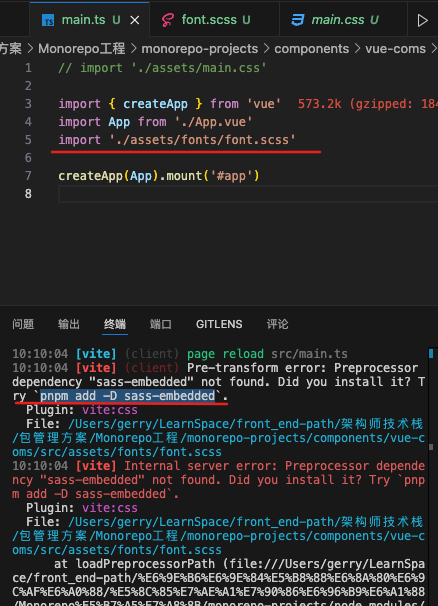 main.ts U × font.scss U main.css U
方案 > Monorepo工程 > monorepo-projects > components > vue-coms >
1 // import './assets/main.css'
2
3 import { createApp } from 'vue' 573.2k (gzipped: 184
4 import App from './App.vue'
5 import './assets/fonts/font.scss'
6
7 createApp(App).mount('#app')
8
问题 输出 终端 端口 GITLENS 评论
10:10:04 [vite] (client) page reload src/main.ts
10:10:04 [vite] (client) Pre-transform error: Preprocessor
dependency "sass-embedded" not found. Did you install it? T
ry `pnpm add -D sass-embedded`.
Plugin: vite:css
File: /Users/gerry/LearnSpace/front_end-path/架构师技术栈
/包管理方案/Monorepo工程/monorepo-projects/components/vue-c
oms/src/assets/fonts/font.scss
10:10:04 [vite] Internal server error: Preprocessor depende
ncy "sass-embedded" not found. Did you install it? Try `pnp
m add -D sass-embedded`.
Plugin: vite:css
File: /Users/gerry/LearnSpace/front_end-path/架构师技术栈
/包管理方案/Monorepo工程/monorepo-projects/components/vue-c
oms/src/assets/fonts/font.scss
at loadPreprocessorPath (file:///Users/gerry/LearnSpa
ce/front_end-path/%E6%9E%B6%E6%9E%84%E5%B8%88%E6%8A%80%E6%9
C%AF%E6%A0%88/%E5%8C%85%E7%AE%A1%E7%90%86%E6%96%B9%E6%A1%88
/Monorepo%E5%B7%A5%E7%A8%8B/monorepo-projects/node_modules/